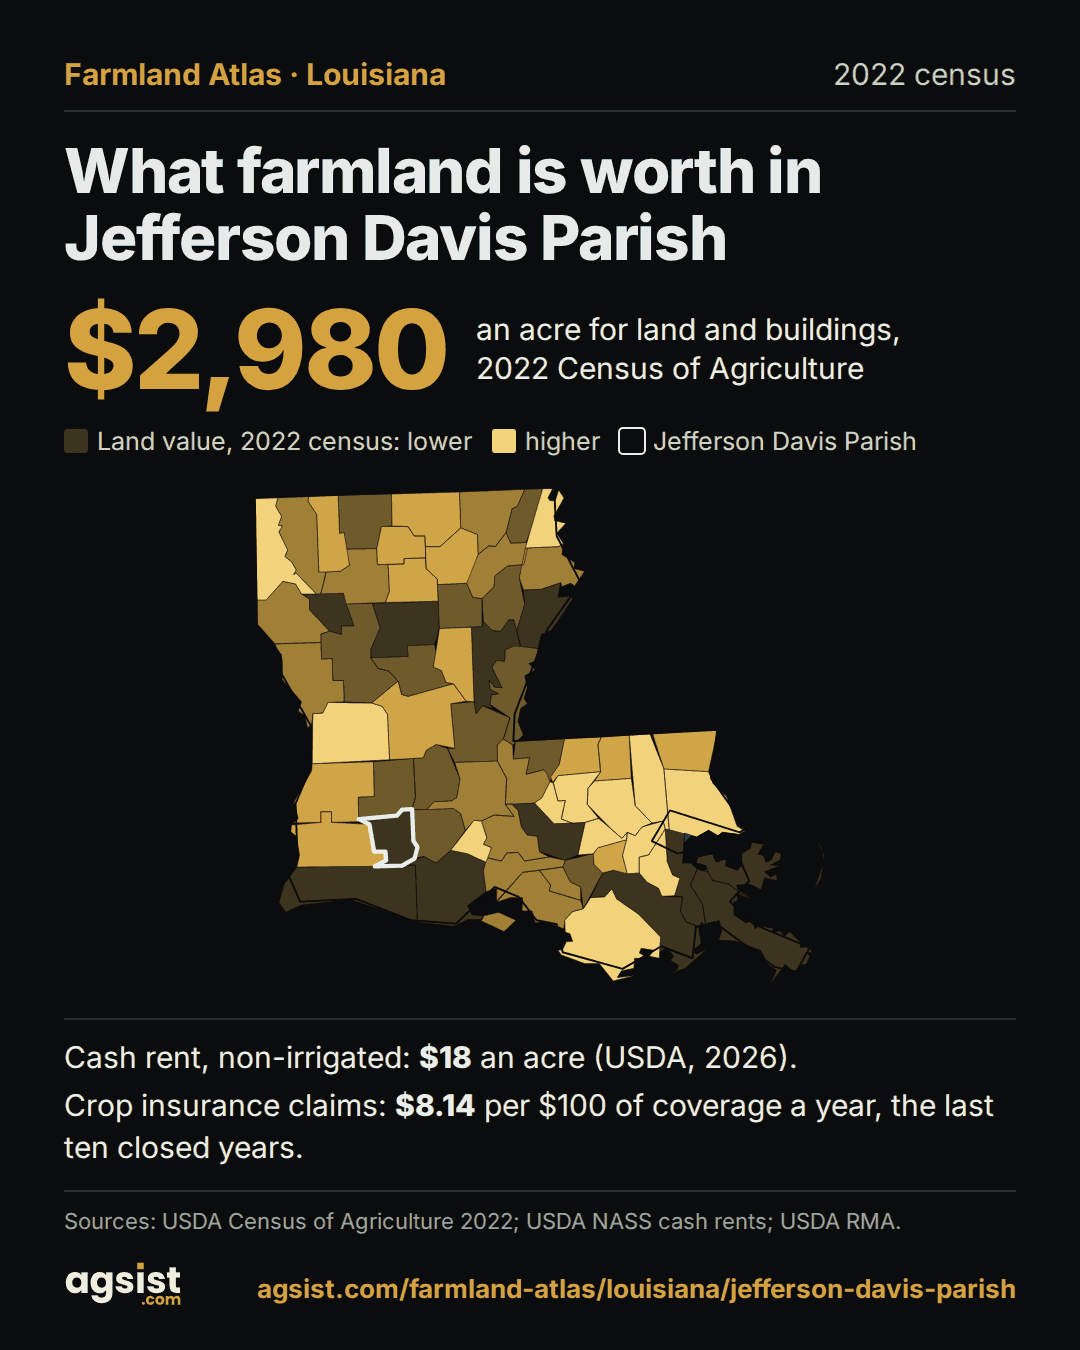 Farmland Atlas · Louisiana
2022 census
What farmland is worth in
Jefferson Davis Parish
$2,980
an acre for land and buildings,
2022 Census of Agriculture
Land value, 2022 census: lower
higher
Jefferson Davis Parish
Cash rent, non-irrigated: $18 an acre (USDA, 2026).
Crop insurance claims: $8.14 per $100 of coverage a year, the last
ten closed years.
Sources: USDA Census of Agriculture 2022; USDA NASS cash rents; USDA RMA.
agsist
.com
agsist.com/farmland-atlas/louisiana/jefferson-davis-parish